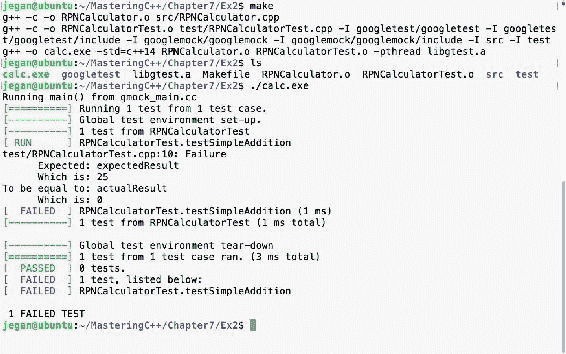 jegan@ubuntu:~/MasteringC++/Chapter7/Ex2$ make
g++ -c -o RPNCalculator.o src/RPNCalculator.cpp
g++ -c -o RPNCalculatorTest.o test/RPNCalculatorTest.cpp -I googletest/googletest -I googletes
t/googletest/include -I googlemock/googlemock -I googletest/googlemock/include -I src -I test
g++ -o calc.exe -std=c++14 RPNCalculator.o RPNCalculatorTest.o -pthread libgtest.a
jegan@ubuntu:~/MasteringC++/Chapter7/Ex2$ ls
calc.exe googletest libgtest.a Makefile RPNCalculator.o RPNCalculatorTest.o src test
jegan@ubuntu:~/MasteringC++/Chapter7/Ex2$ ./calc.exe
Running main() from gmock_main.cc
[==========] Running 1 test from 1 test case.
[----------] Global test environment set-up.
[----------] 1 test from RPNCalculatorTest
[ RUN      ] RPNCalculatorTest.testSimpleAddition
test/RPNCalculatorTest.cpp:10: Failure
      Expected: expectedResult
      Which is: 25
To be equal to: actualResult
      Which is: 0
[  FAILED  ] RPNCalculatorTest.testSimpleAddition (1 ms)
[----------] 1 test from RPNCalculatorTest (1 ms total)
[----------] Global test environment tear-down
[==========] 1 test from 1 test case ran. (3 ms total)
[  PASSED  ] 0 tests.
[  FAILED  ] 1 test, listed below:
[  FAILED  ] RPNCalculatorTest.testSimpleAddition
1 FAILED TEST
jegan@ubuntu:~/MasteringC++/Chapter7/Ex2$